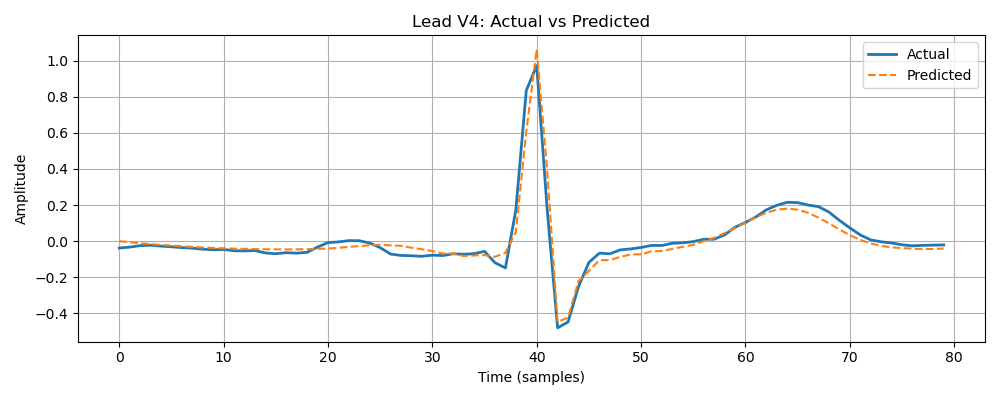 Lead V4: Actual vs Predicted
Actual
Predicted
Amplitude
1.0
0.8
0.6
0.4
0.2
0.0
−0.2
−0.4
0 10 20 30 40 50 60 70 80
Time (samples)